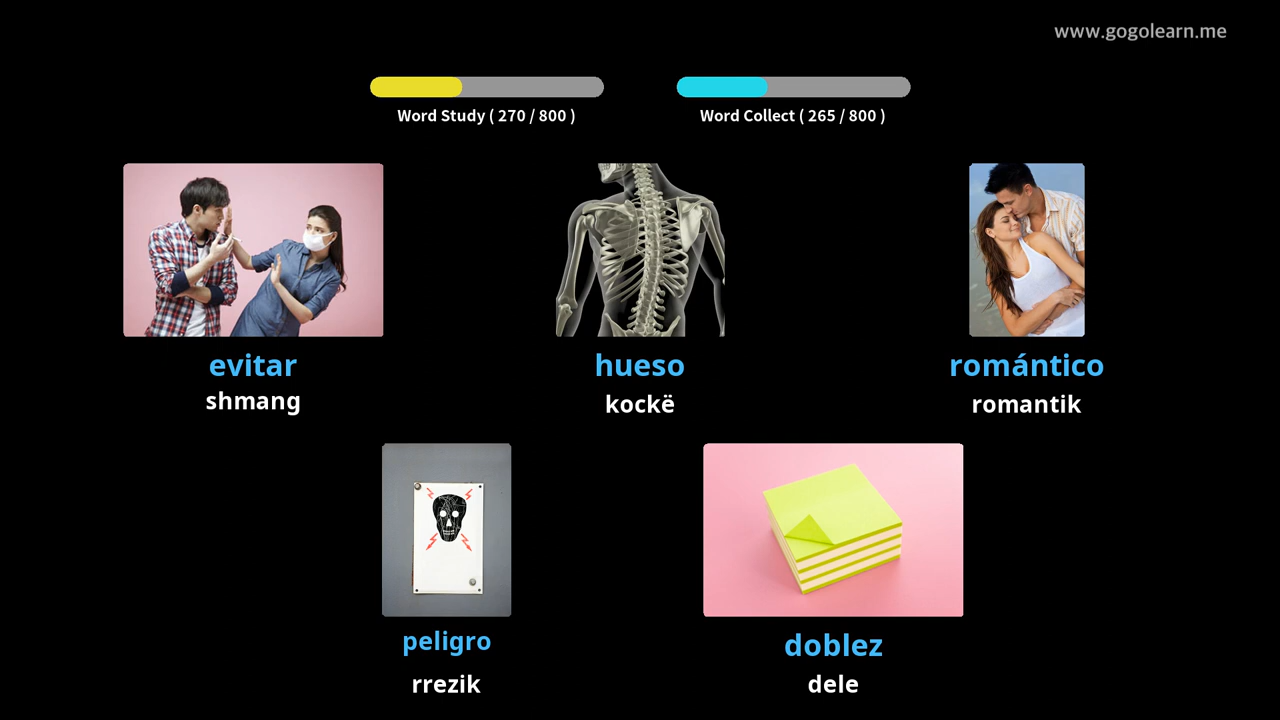 www.gogolearn.me
Word Study ( 270 / 800 )
Word Collect ( 265 / 800 )
evitar
shmang
hueso
kockë
romántico
romantik
peligro
rrezik
doblez
dele